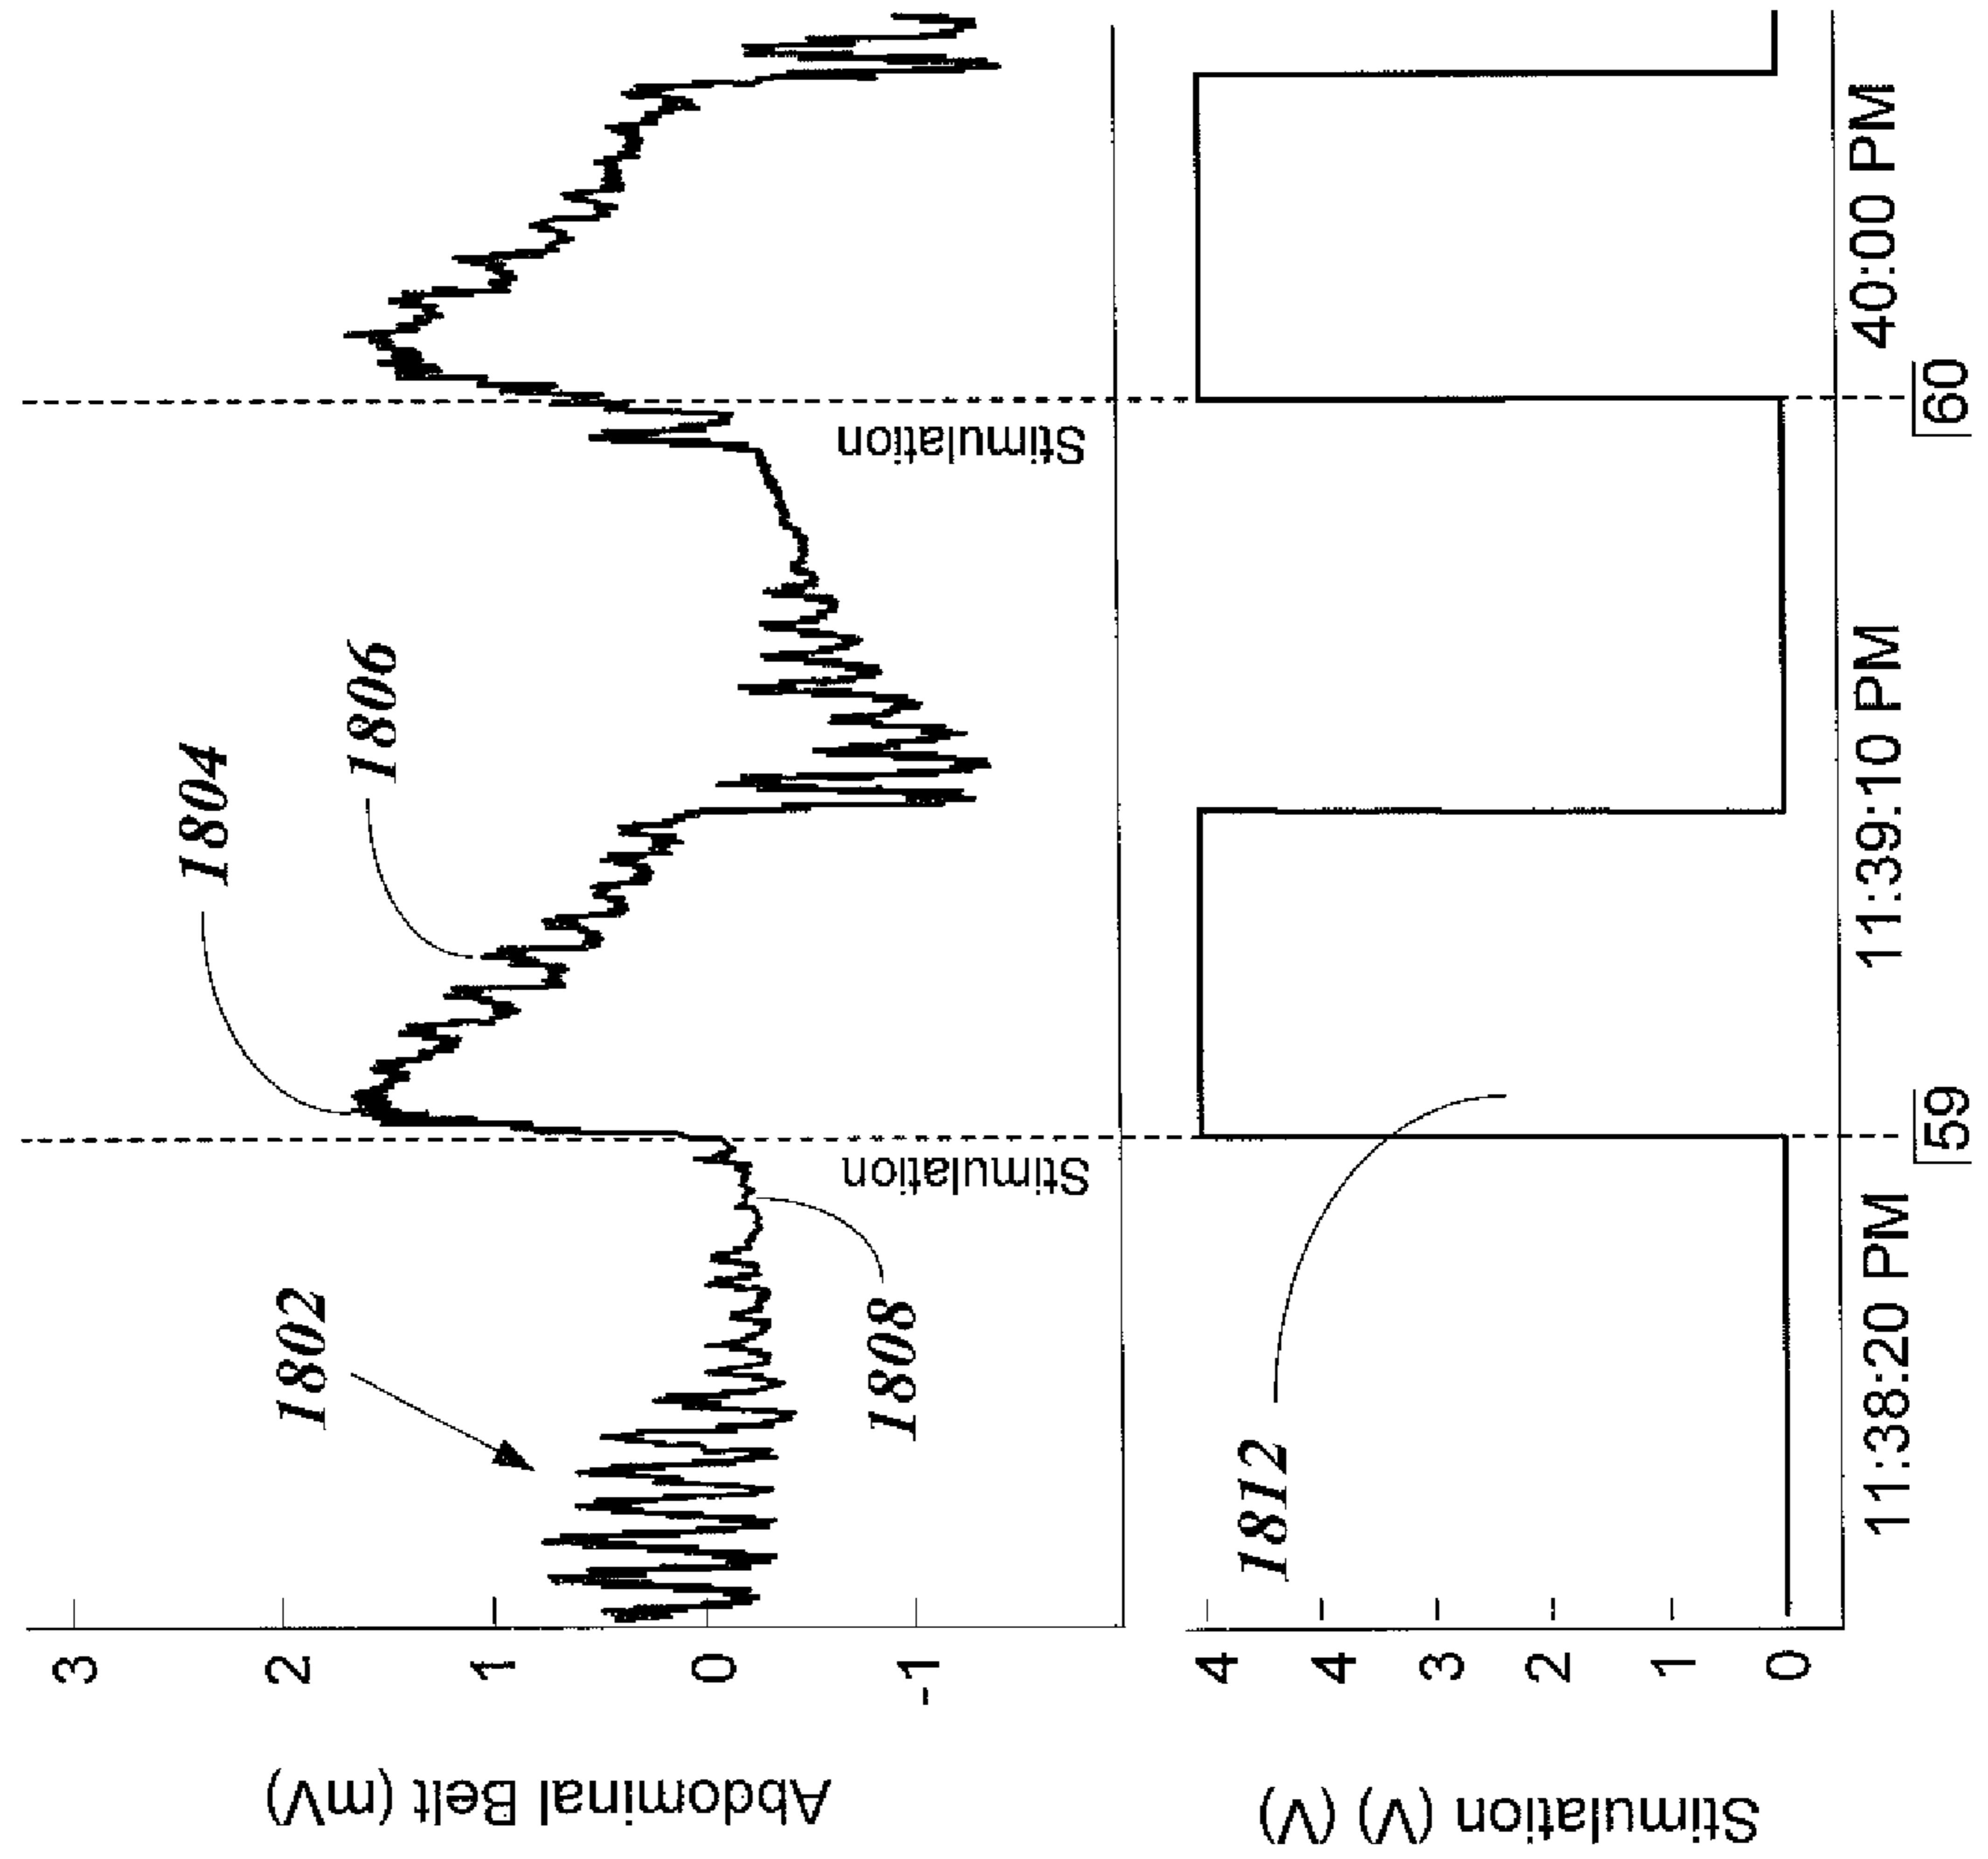 Abdominal Belt (mV)
3
2
1
0
-1
1802
1804
1806
1808
Stimulation
Stimulation
Stimulation (V) (V)
4
4
3
2
1
0
1812
11:38:20 PM
11:39:10 PM
40:00 PM
59
60